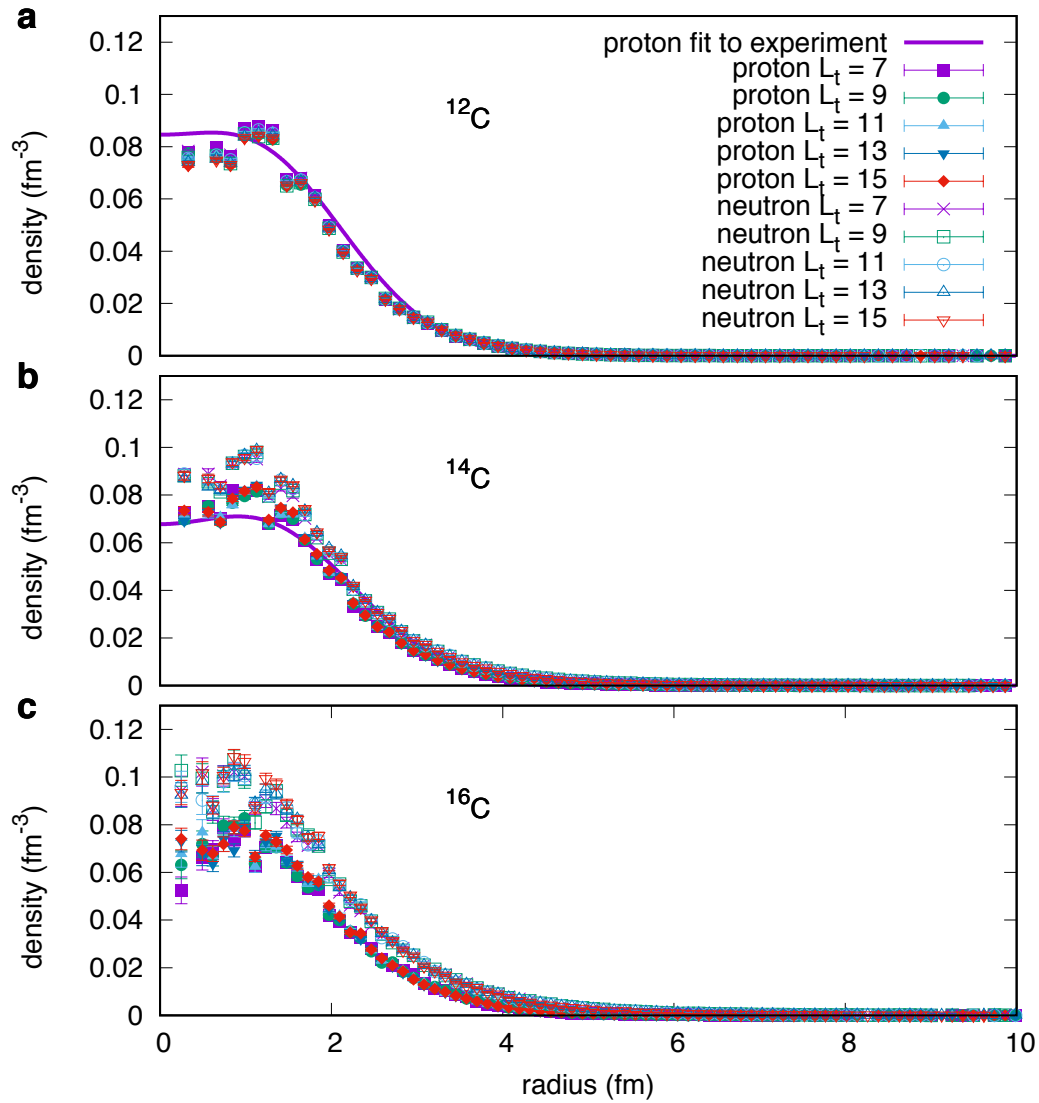 a
0.12
0.1
0.08
0.06
0.04
0.02
0
density (fm⁻³)
¹²C
proton fit to experiment
proton Lₜ = 7
proton Lₜ = 9
proton Lₜ = 11
proton Lₜ = 13
proton Lₜ = 15
neutron Lₜ = 7
neutron Lₜ = 9
neutron Lₜ = 11
neutron Lₜ = 13
neutron Lₜ = 15
b
0.12
0.1
0.08
0.06
0.04
0.02
0
density (fm⁻³)
¹⁴C
c
0.12
0.1
0.08
0.06
0.04
0.02
0
density (fm⁻³)
¹⁶C
0 2 4 6 8 10
radius (fm)